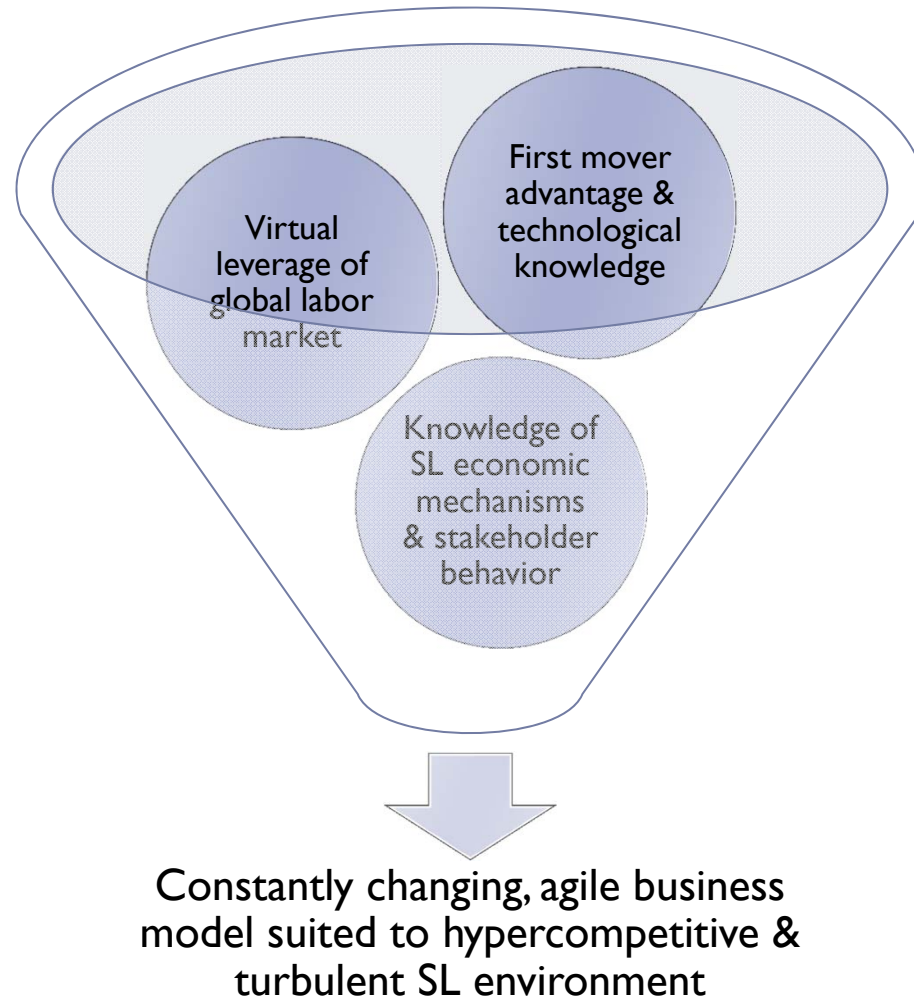 Virtual
leverage of
global labor
market
First mover
advantage &
technological
knowledge
Knowledge of
SL economic
mechanisms
& stakeholder
behavior
Constantly changing, agile business
model suited to hypercompetitive &
turbulent SL environment